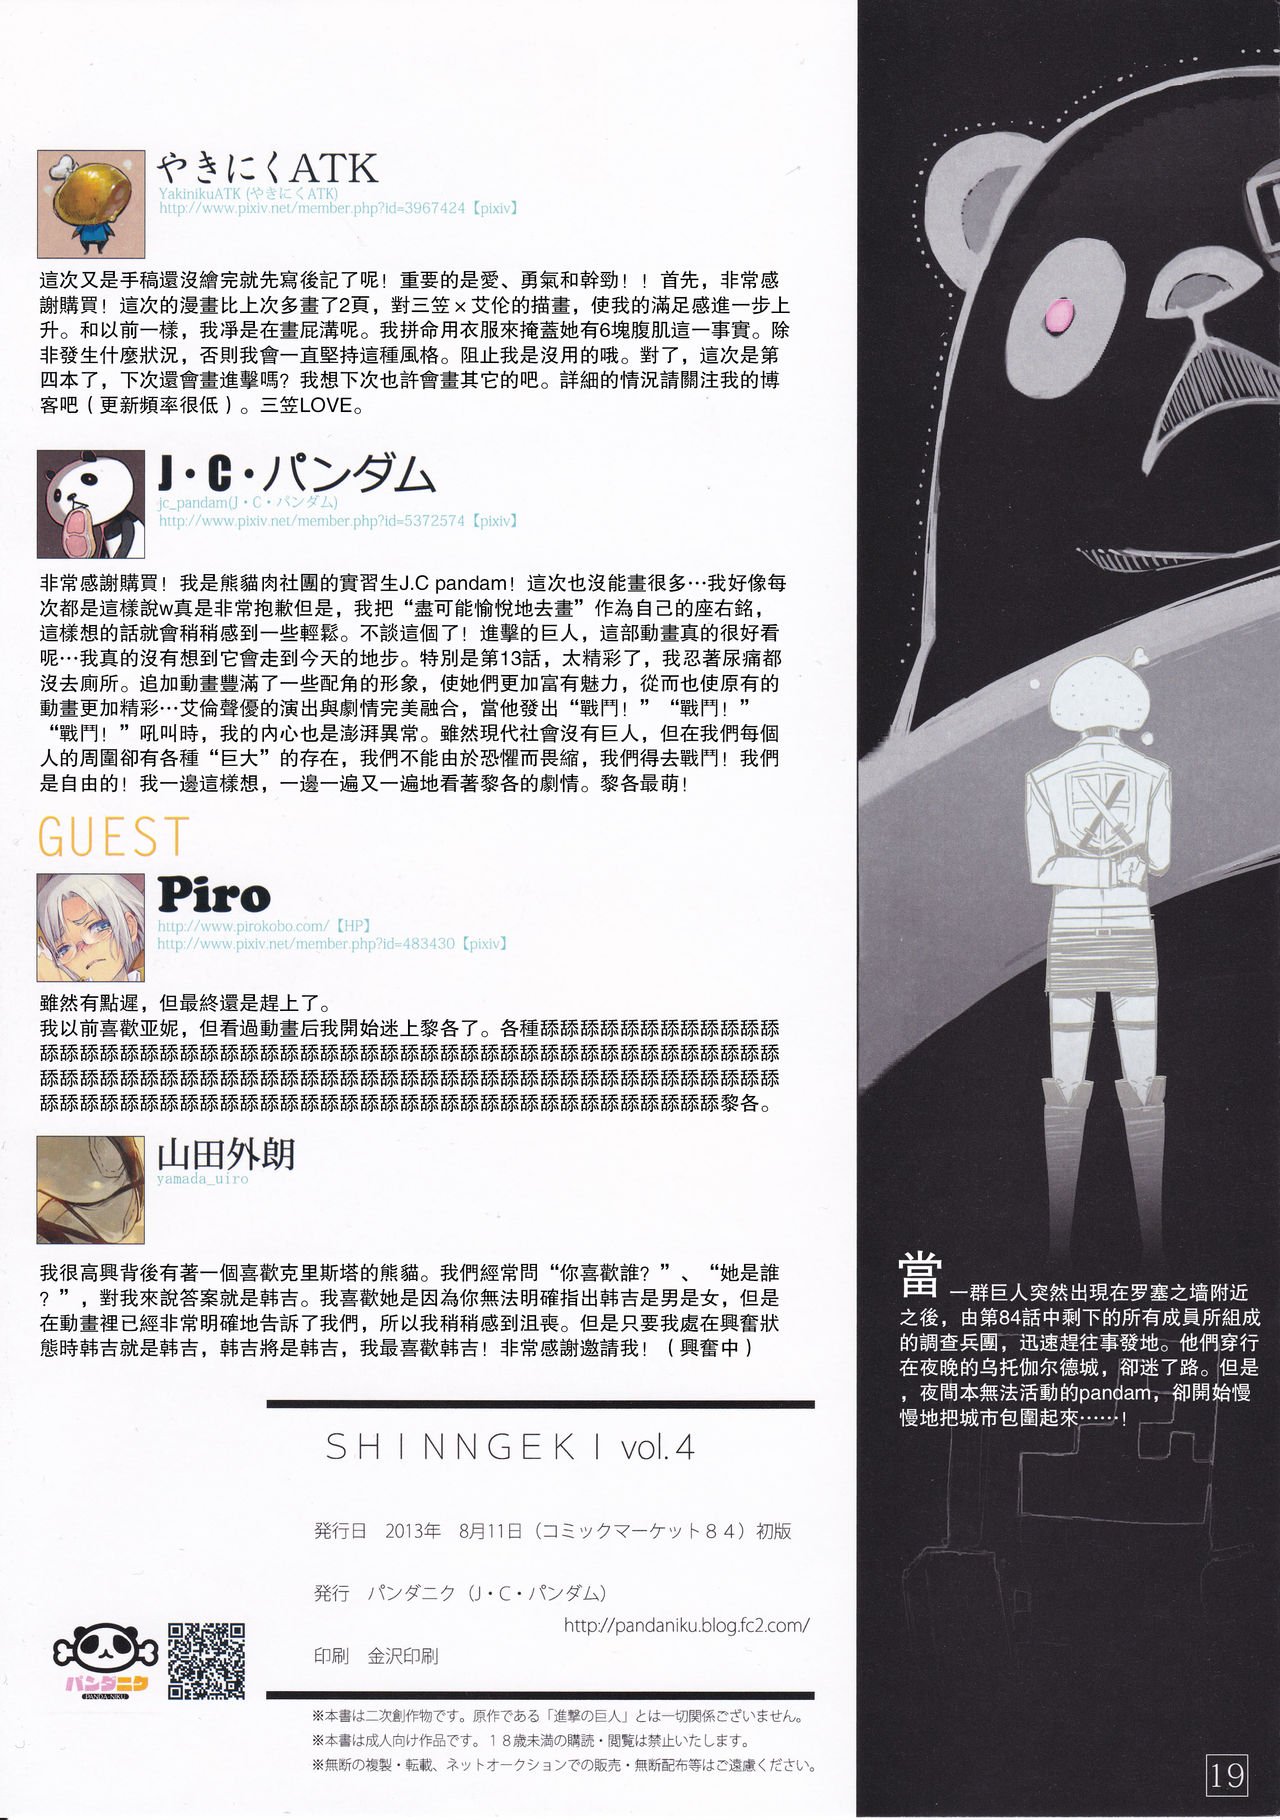 やきにくATK
YakinikuATK (やきにくATK)
http://www.pixiv.net/member.php?id=3967424【pixiv】
這次又是手稿還沒繪完就先寫後記了呢！重要的是愛、勇氣和幹勁！！首先，非常感
謝購買！這次的漫畫比上次多畫了2頁，對三笠×艾伦的描畫，使我的滿足感進一步上
升。和以前一樣，我凈是在畫屁溝呢。我拼命用衣服來掩蓋她有6塊腹肌這一事實。除
非發生什麼狀況，否則我會一直堅持這種風格。阻止我是沒用的哦。對了，這次是第
四本了，下次還會畫進擊嗎？我想下次也許會畫其它的吧。詳細的情況請關注我的博
客吧（更新頻率很低）。三笠LOVE。
J・C・パンダム
jc_pandam(J・C・パンダム)
http://www.pixiv.net/member.php?id=5372574【pixiv】
非常感謝購買！我是熊貓肉社團的實習生J.C pandam！這次也沒能畫很多…我好像每
次都是這樣說w真是非常抱歉但是，我把“盡可能愉悅地去畫”作為自己的座右銘，
這樣想的話就會稍稍感到一些輕鬆。不談這個了！進擊的巨人，這部動畫真的很好看
呢…我真的沒有想到它會走到今天的地步。特別是第13話，太精彩了，我忍著尿痛都
沒去廁所。追加動畫豐滿了一些配角的形象，使她們更加富有魅力，從而也使原有的
動畫更加精彩…艾倫聲優的演出與劇情完美融合，當他發出“戰鬥！”“戰鬥！”
“戰鬥！”吼叫時，我的內心也是澎湃異常。雖然現代社會沒有巨人，但在我們每個
人的周圍卻有各種“巨大”的存在，我們不能由於恐懼而畏縮，我們得去戰鬥！我們
是自由的！我一邊這樣想，一邊一遍又一遍地看著黎各的劇情。黎各最萌！
GUEST
Piro
http://www.pirokobo.com/【HP】
http://www.pixiv.net/member.php?id=483430【pixiv】
雖然有點遲，但最終還是趕上了。
我以前喜歡亚妮，但看過動畫后我開始迷上黎各了。各種舔舔舔舔舔舔舔舔舔舔舔舔
舔舔舔舔舔舔舔舔舔舔舔舔舔舔舔舔舔舔舔舔舔舔舔舔舔舔舔舔舔舔舔舔舔舔舔舔舔
舔舔舔舔舔舔舔舔舔舔舔舔舔舔舔舔舔舔舔舔舔舔舔舔舔舔舔舔舔舔舔舔舔舔舔舔舔
舔舔舔舔舔舔舔舔舔舔舔舔舔舔舔舔舔舔舔舔舔舔舔舔舔舔舔舔舔舔舔舔舔舔黎各。
山田外朗
yamada_uiro
我很高興背後有著一個喜歡克里斯塔的熊貓。我們經常問“你喜歡誰？”、“她是誰
？”，對我來說答案就是韩吉。我喜歡她是因為你無法明確指出韩吉是男是女，但是
在動畫裡已經非常明確地告訴了我們，所以我稍稍感到沮喪。但是只要我處在興奮狀
態時韩吉就是韩吉，韩吉將是韩吉，我最喜歡韩吉！非常感謝邀請我！（興奮中）
ＳＨＩＮＮＧＥＫＩ vol.4
発行日　2013年　8月11日（コミックマーケット８４）初版
発行　パンダニク（J・C・パンダム）
http://pandaniku.blog.fc2.com/
印刷　金沢印刷
パンダニク
PANDA-NIKU
※本書は二次創作物です。原作である「進撃の巨人」とは一切関係ございません。
※本書は成人向け作品です。１８歳未満の購読・閲覧は禁止いたします。
※無断の複製・転載、ネットオークションでの販売・無断配布等はご遠慮ください。
當一群巨人突然出現在罗塞之墙附近
之後，由第84話中剩下的所有成員所組成
的調查兵團，迅速趕往事發地。他們穿行
在夜晚的乌托伽尔德城，卻迷了路。但是
，夜間本無法活動的pandam，卻開始慢
慢地把城市包圍起來……！
19